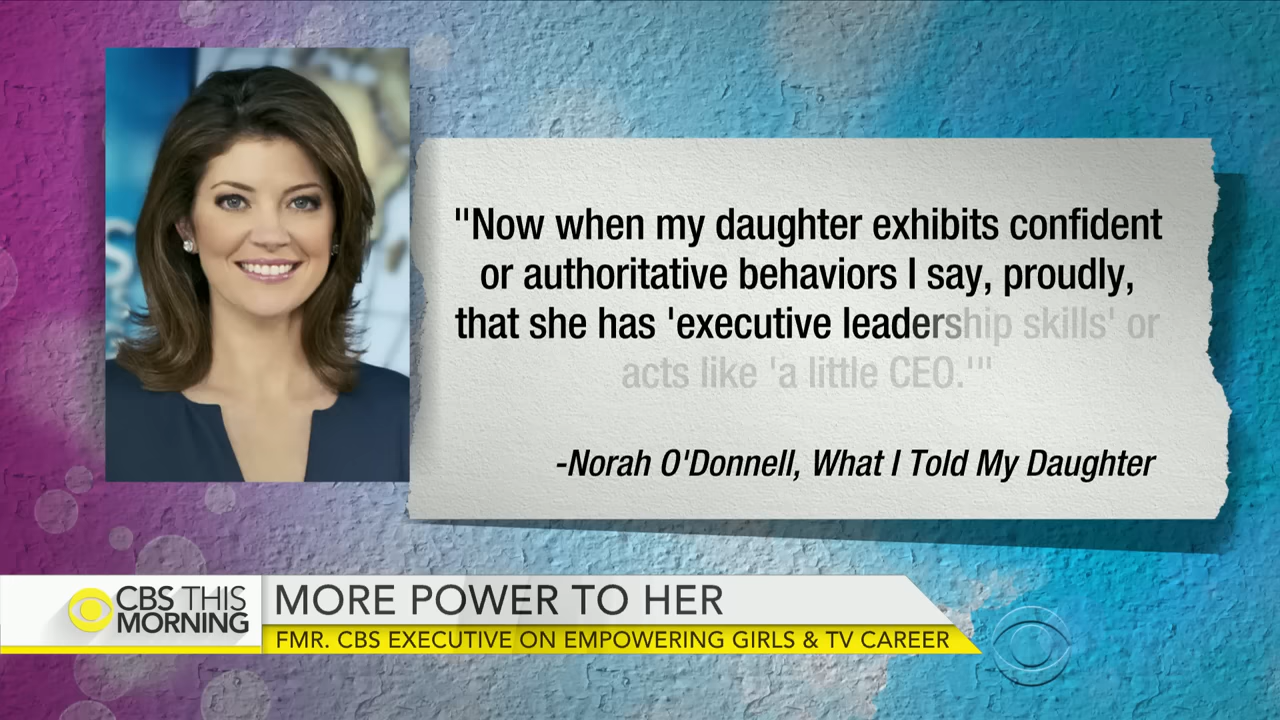 "Now when my daughter exhibits confident
or authoritative behaviors I say, proudly,
that she has 'executive leadership skills' or
acts like 'a little CEO.'"
-Norah O'Donnell, What I Told My Daughter
CBS THIS
MORNING
MORE POWER TO HER
FMR. CBS EXECUTIVE ON EMPOWERING GIRLS & TV CAREER